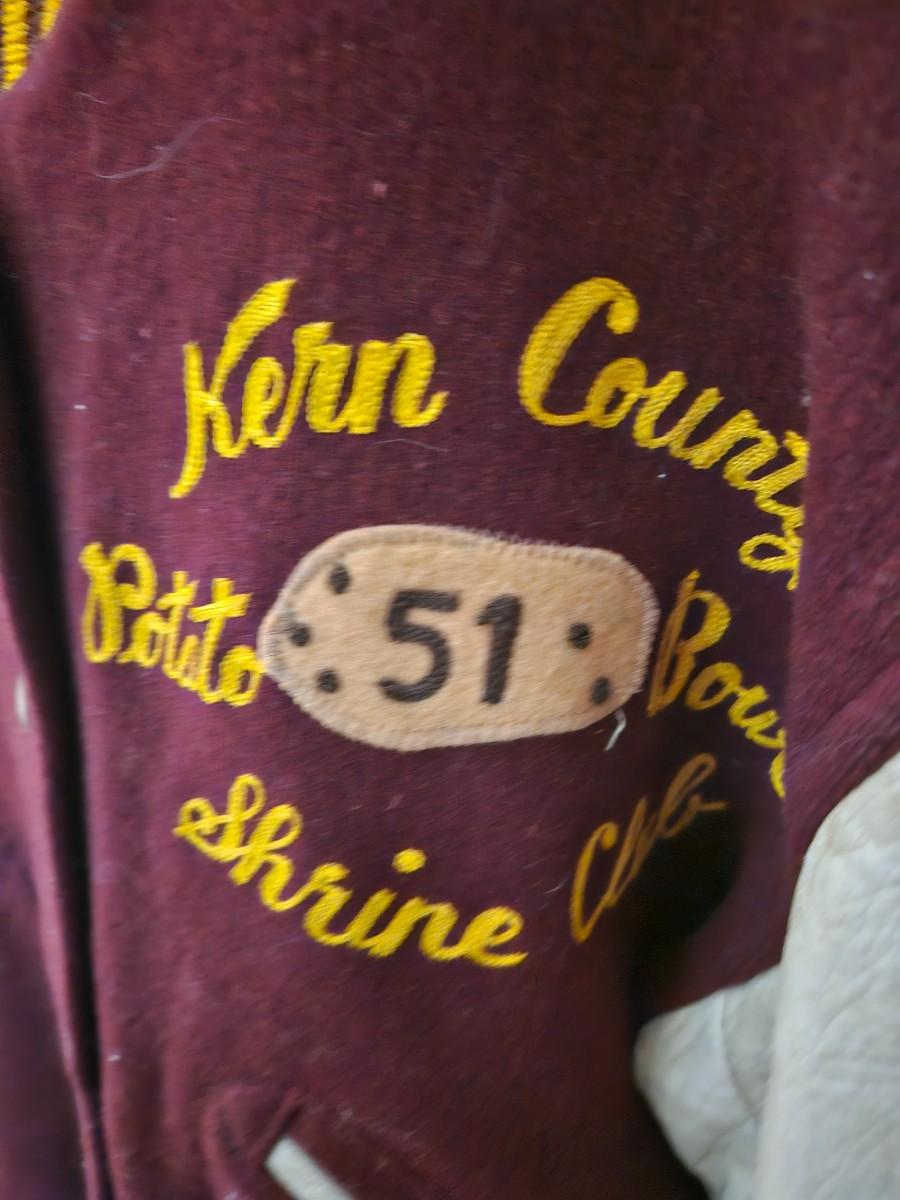 Kern County
Potato 51 Bowl
Shrine Club